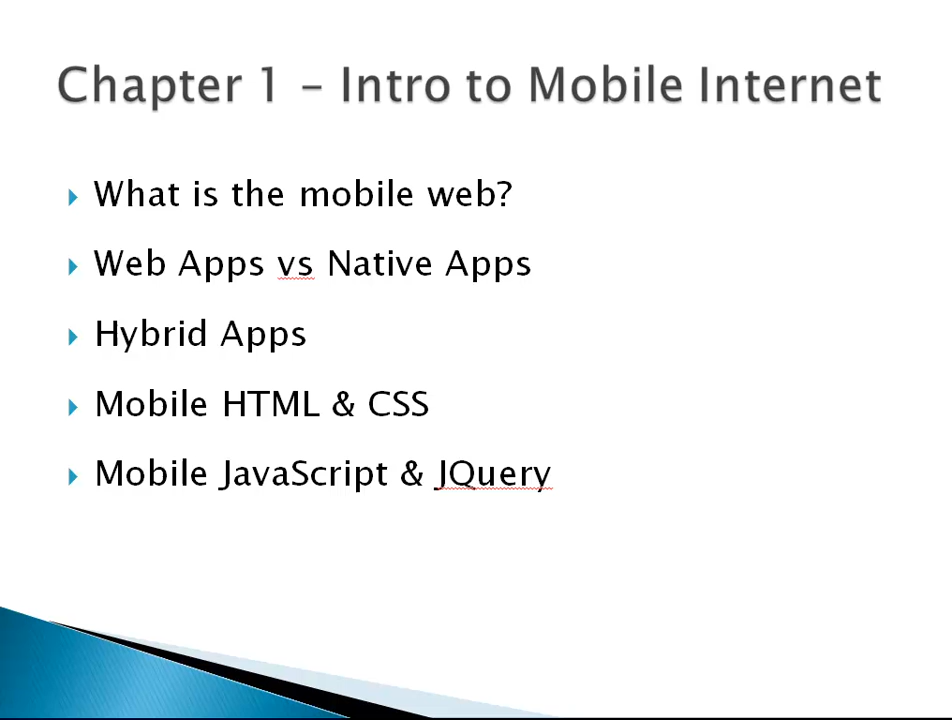 Chapter 1 – Intro to Mobile Internet
What is the mobile web?
Web Apps vs Native Apps
Hybrid Apps
Mobile HTML & CSS
Mobile JavaScript & JQuery